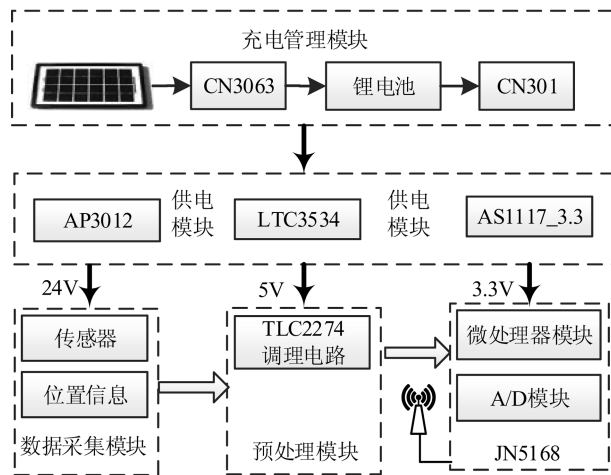 充电管理模块
CN3063
锂电池
CN301
AP3012
供电
模块
LTC3534
供电
模块
AS1117_3.3
24V
5V
3.3V
传感器
位置信息
数据采集模块
TLC2274
调理电路
预处理模块
微处理器模块
A/D模块
JN5168